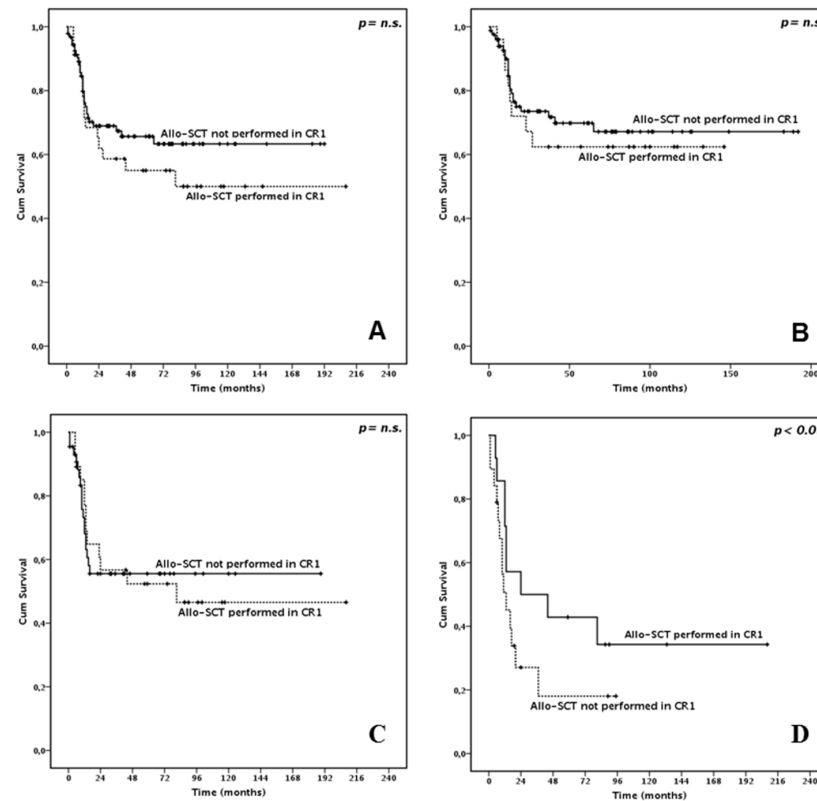 p= n.s.
1,0
0,8
0,6
0,4
0,2
0,0
Cum Survival
Allo-SCT not performed in CR1
Allo-SCT performed in CR1
A
0 24 48 72 96 120 144 168 192 216 240
Time (months)
p= n.s
1,0
0,8
0,6
0,4
0,2
0,0
Cum Survival
Allo-SCT not performed in CR1
Allo-SCT performed in CR1
B
0 50 100 150 200
Time (months)
p= n.s.
1,0
0,8
0,6
0,4
0,2
0,0
Cum Survival
Allo-SCT not performed in CR1
Allo-SCT performed in CR1
C
0 24 48 72 96 120 144 168 192 216 240
Time (months)
p< 0.0
1,0
0,8
0,6
0,4
0,2
0,0
Cum Survival
Allo-SCT performed in CR1
Allo-SCT not performed in CR1
D
0 24 48 72 96 120 144 168 192 216 240
Time (months)